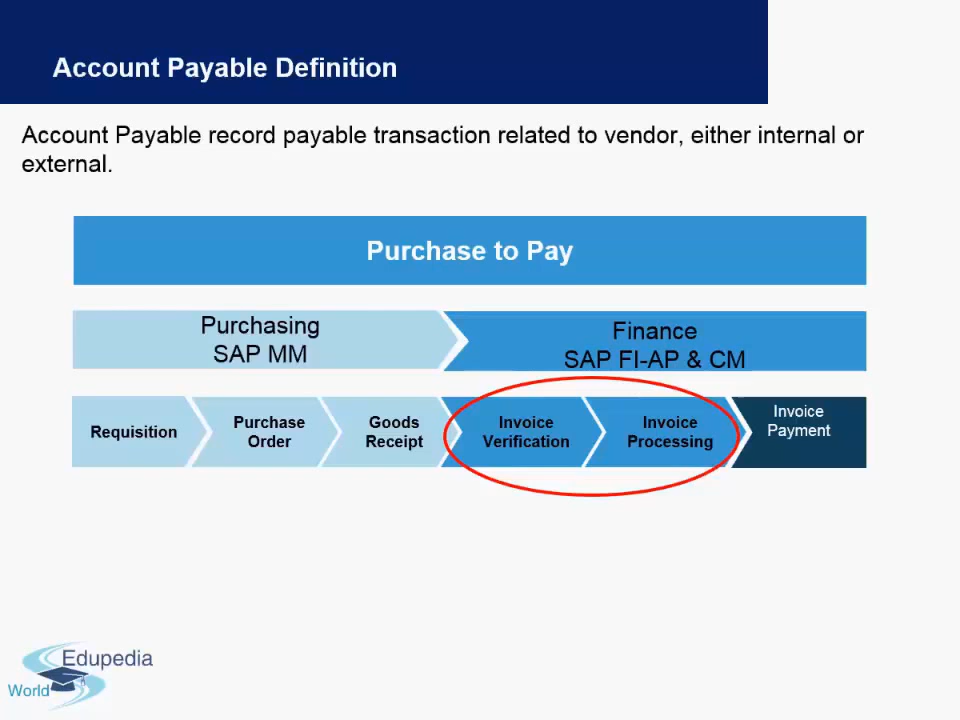 Account Payable Definition
Account Payable record payable transaction related to vendor, either internal or
external.
Purchase to Pay
Purchasing
SAP MM
Finance
SAP FI-AP & CM
Requisition
Purchase
Order
Goods
Receipt
Invoice
Verification
Invoice
Processing
Invoice
Payment
Edupedia
World